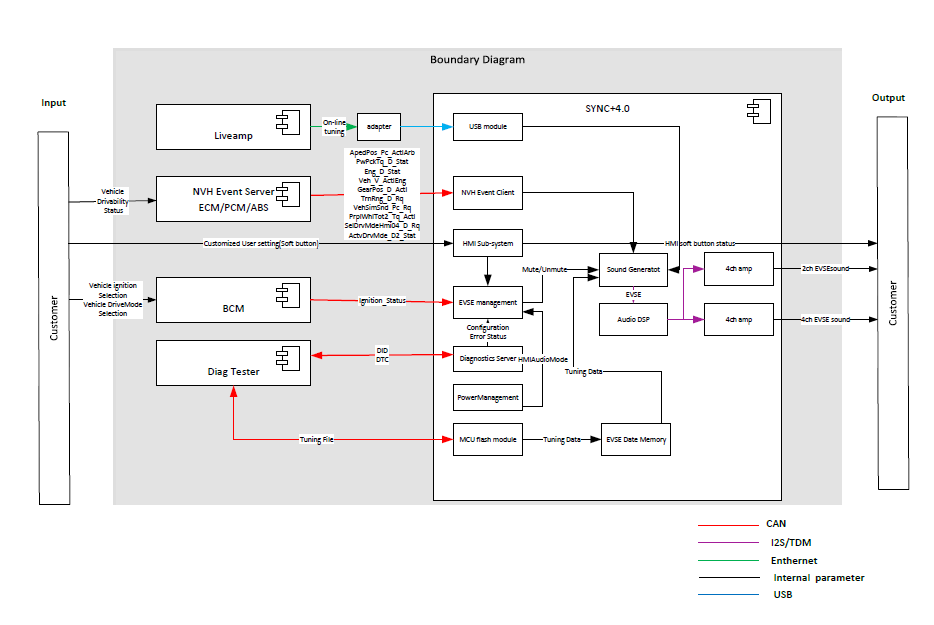 Boundary Diagram
Input
Output
SYNC+4.0
Liveamp
On-line
tuning
adapter
USB module
ApedPos_Pc_ActlArb
PwPckTq_D_Stat
Eng_D_Stat
Veh_V_ActlEng
GearPos_D_Actl
TrnRng_D_Rq
VehSimSnd_Pc_Rq
PrplWhlTot2_Tq_Actl
SelDrvMdeHmi04_D_Rq
ActvDrvMde_D2_Stat
Vehicle
Drivability
Status
NVH Event Server
ECM/PCM/ABS
NVH Event Client
Customized User setting(Soft button)
HMI Sub-system
HMI soft button status
Mute/Unmute
Sound Generator
4ch amp
2ch EVSEsound
Vehicle ignition
Selection
Vehicle DriveMode
Selection
BCM
Ignition_Status
EVSE management
EVSE
Audio DSP
4ch amp
4ch EVSE sound
Customer
Customer
Configuration
Error Status
Diag Tester
DID
DTC
Diagnostics Server
HMIAudioMode
Tuning Data
PowerManagement
Tuning File
MCU flash module
Tuning Data
EVSE Date Memory
CAN
I2S/TDM
Enthernet
Internal parameter
USB